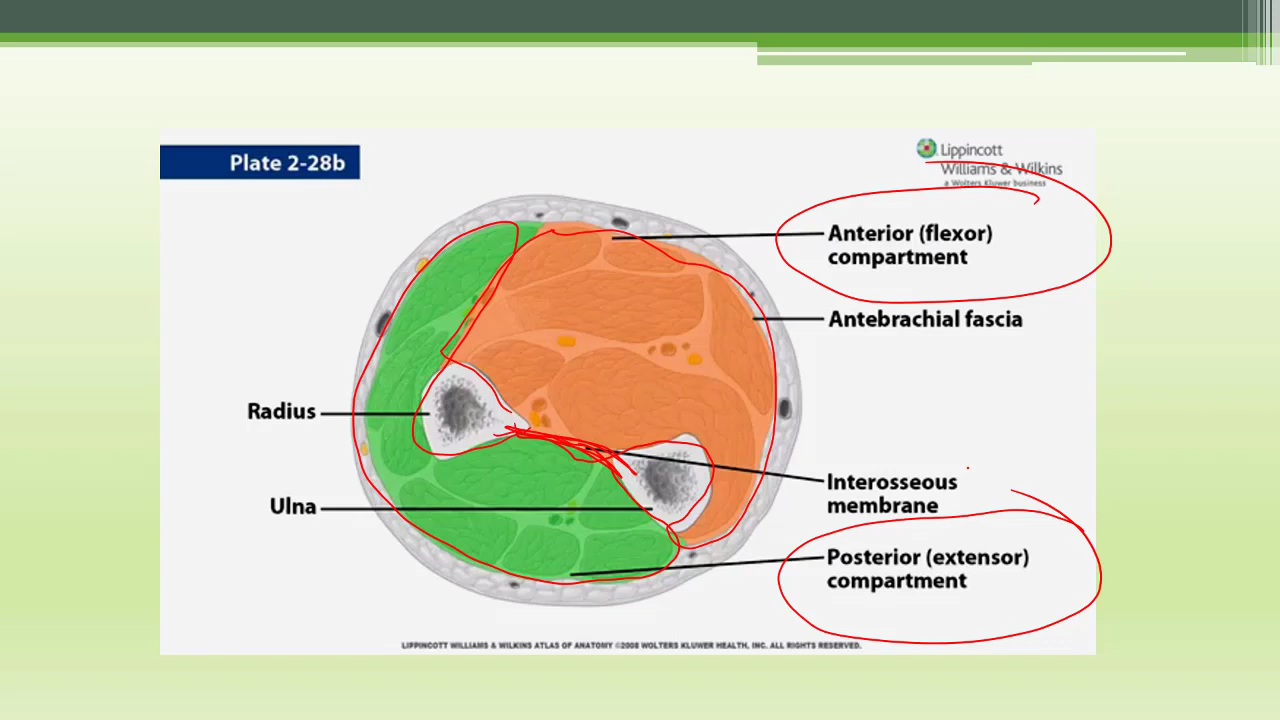 Plate 2-28b
Lippincott
Williams & Wilkins
a Wolters Kluwer business
Anterior (flexor)
compartment
Antebrachial fascia
Radius
Interosseous
membrane
Ulna
Posterior (extensor)
compartment
LIPPINCOTT WILLIAMS & WILKINS ATLAS OF ANATOMY ©2008 WOLTERS KLUWER HEALTH, INC. ALL RIGHTS RESERVED.